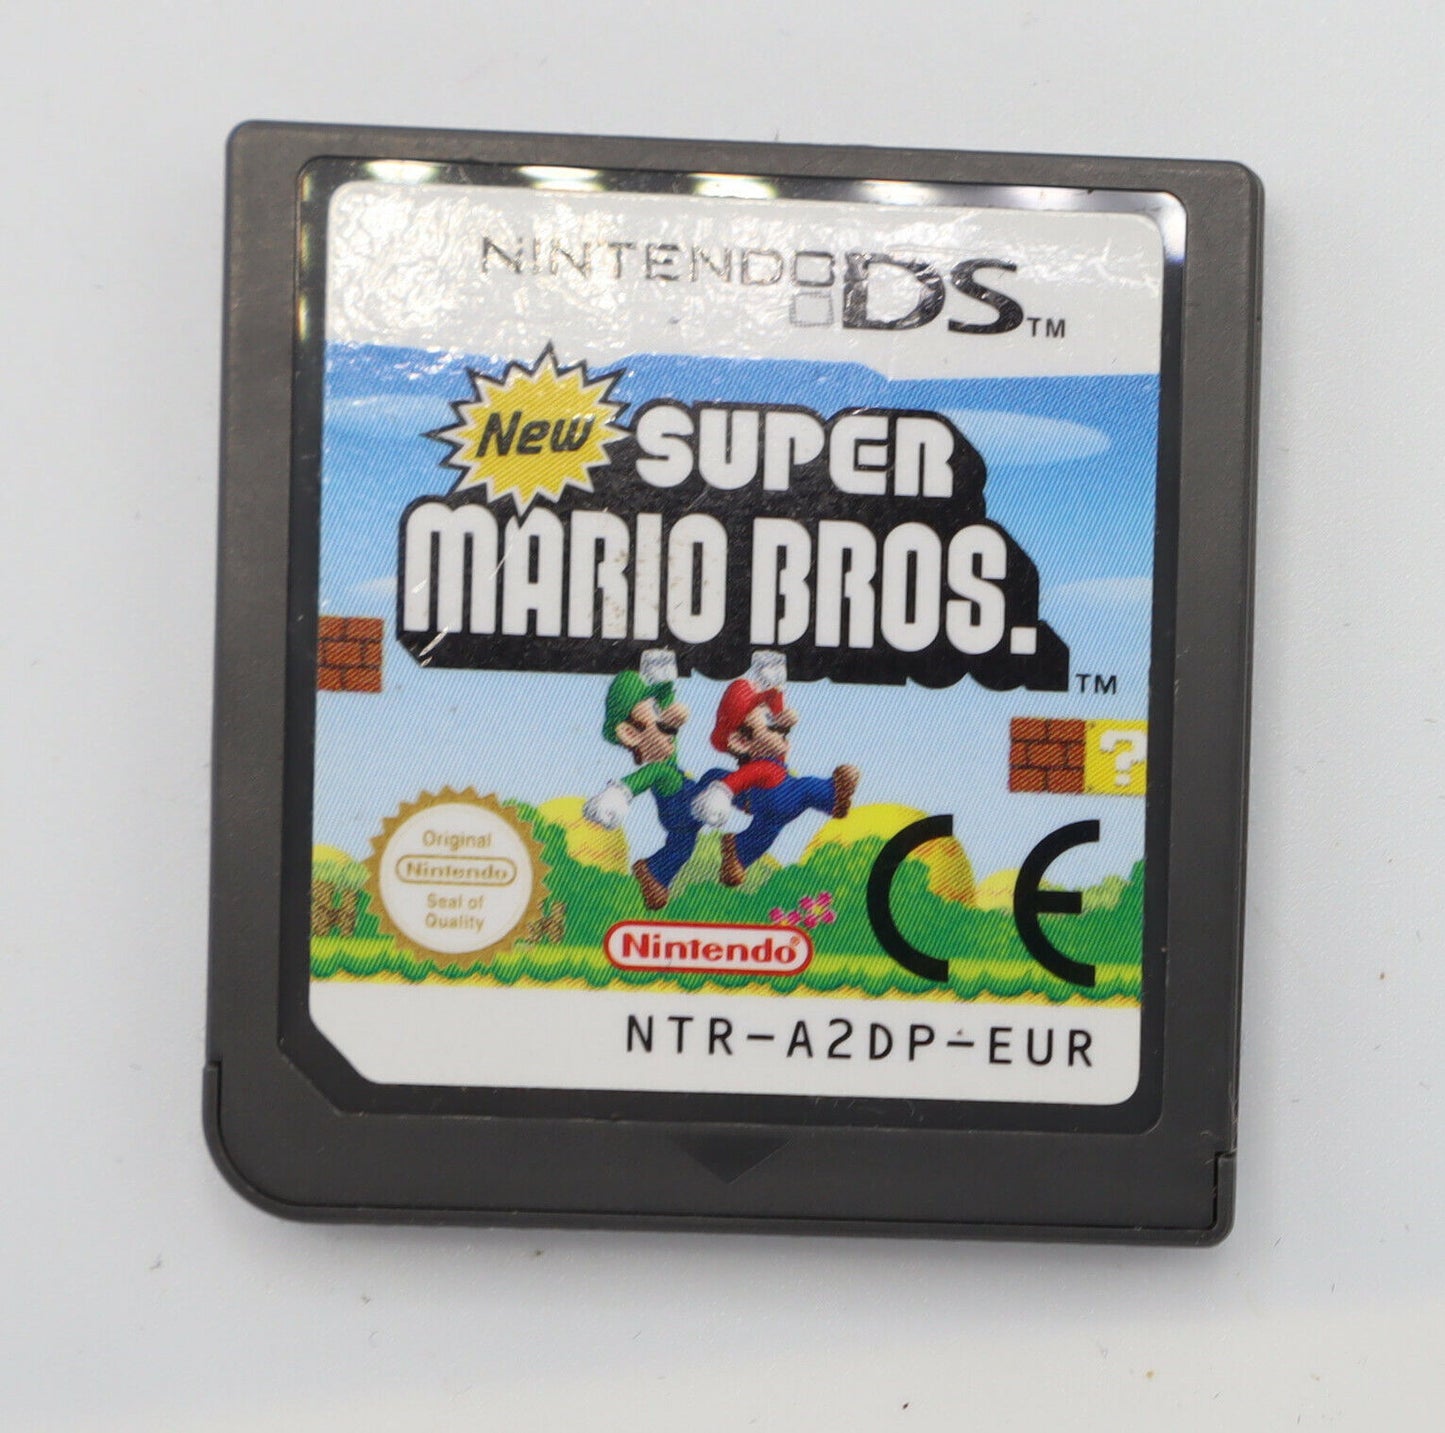 NINTENDO DS™
New SUPER
MARIO BROS.™
?
Original
Nintendo
Seal of
Quality
Nintendo®
CE
NTR-A2DP-EUR